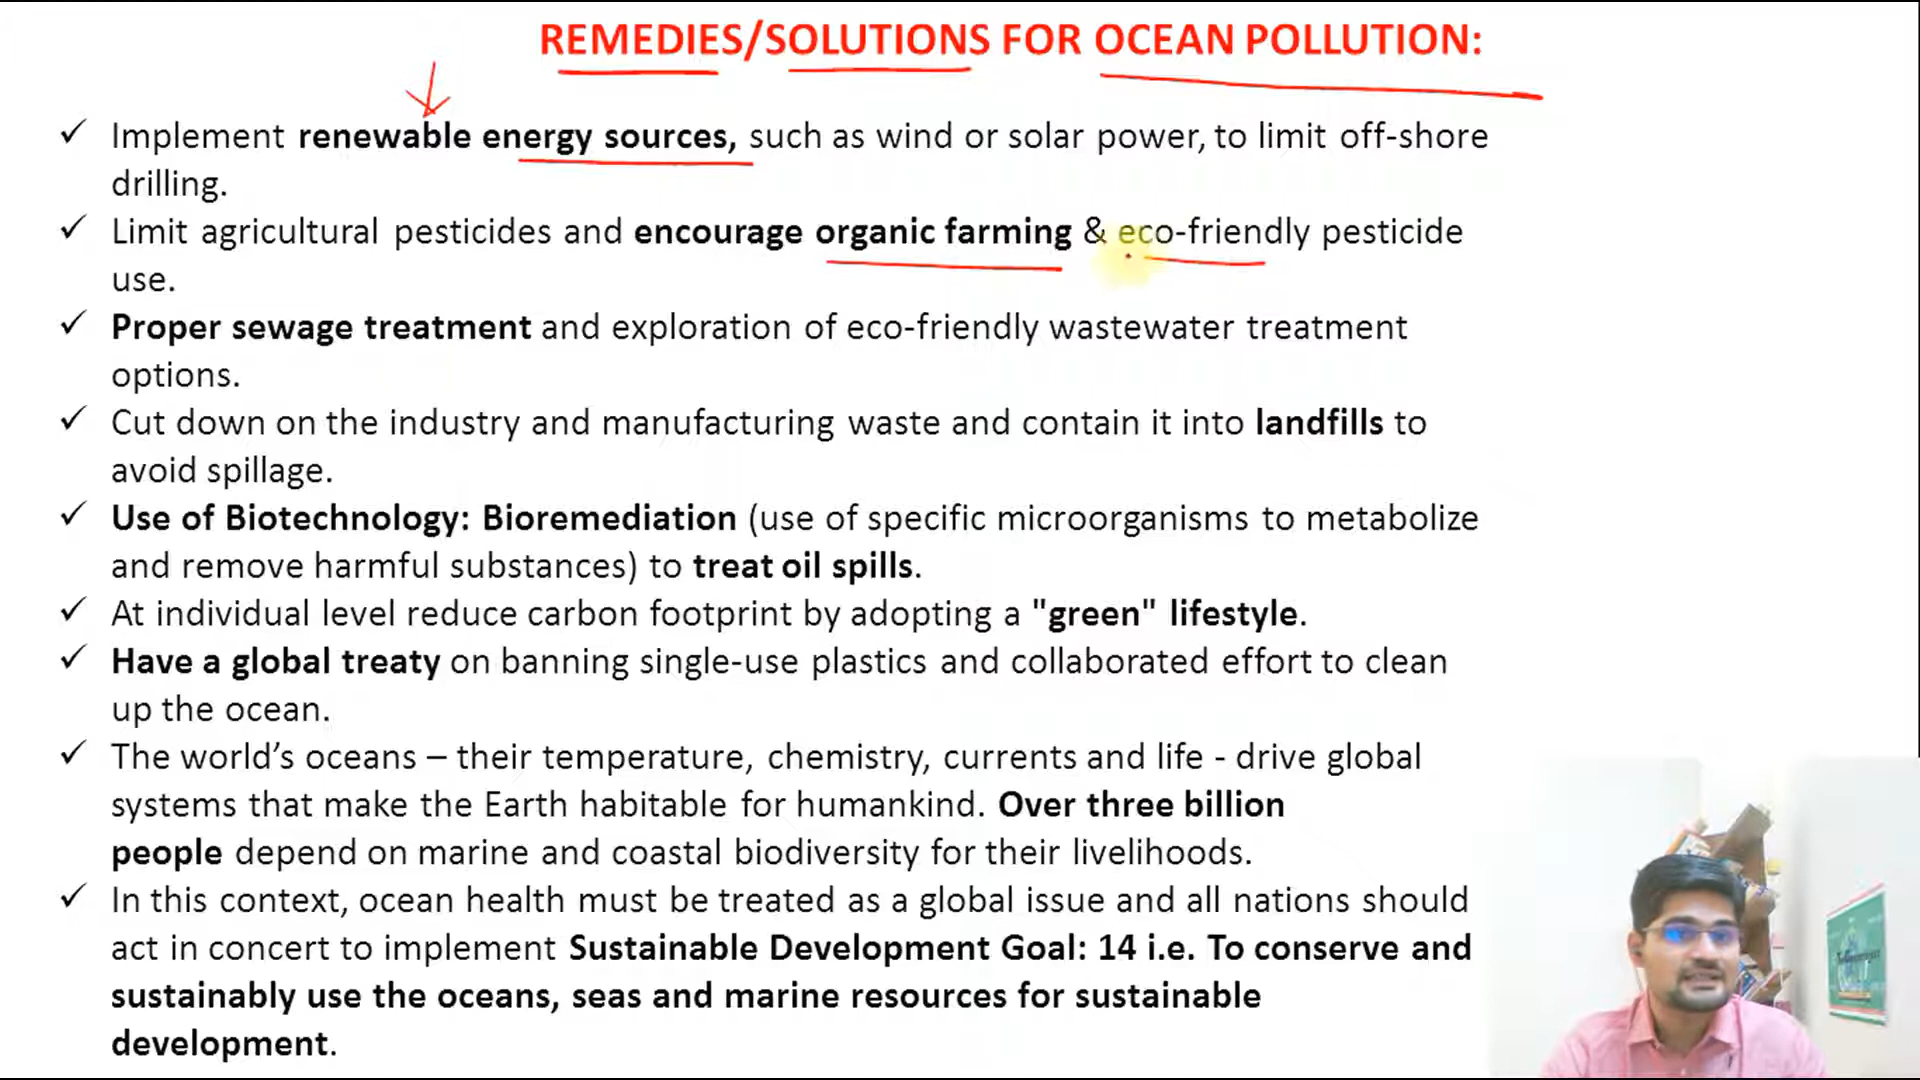 REMEDIES/SOLUTIONS FOR OCEAN POLLUTION:
✓ Implement renewable energy sources, such as wind or solar power, to limit off-shore
drilling.
✓ Limit agricultural pesticides and encourage organic farming & eco-friendly pesticide
use.
✓ Proper sewage treatment and exploration of eco-friendly wastewater treatment
options.
✓ Cut down on the industry and manufacturing waste and contain it into landfills to
avoid spillage.
✓ Use of Biotechnology: Bioremediation (use of specific microorganisms to metabolize
and remove harmful substances) to treat oil spills.
✓ At individual level reduce carbon footprint by adopting a "green" lifestyle.
✓ Have a global treaty on banning single-use plastics and collaborated effort to clean
up the ocean.
✓ The world’s oceans – their temperature, chemistry, currents and life - drive global
systems that make the Earth habitable for humankind. Over three billion
people depend on marine and coastal biodiversity for their livelihoods.
✓ In this context, ocean health must be treated as a global issue and all nations should
act in concert to implement Sustainable Development Goal: 14 i.e. To conserve and
sustainably use the oceans, seas and marine resources for sustainable
development.